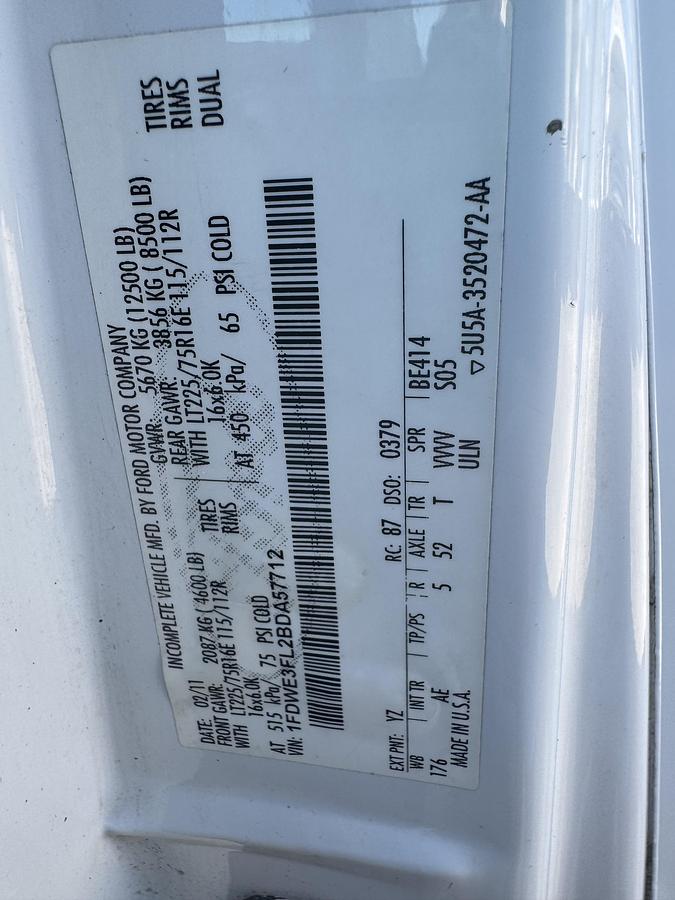 INCOMPLETE VEHICLE MFD. BY FORD MOTOR COMPANY
DATE: 02/11 GVWR: 5670 KG (12500 LB)
FRONT GAWR: 2087 KG ( 4600 LB) REAR GAWR: 3856 KG ( 8500 LB)
WITH LT225/75R16E 115/112R TIRES WITH LT225/75R16E 115/112R TIRES
16x6.0K RIMS 16x6.0K RIMS
AT 515 kPa/ 75 PSI COLD AT 450 kPa/ 65 PSI COLD DUAL
VIN: 1FDWE3FL2BDA57712
EXT PNT: YZ RC: 87 DSO: 0379
WB INT TR TP/PS R AXLE TR SPR BE414
176 AE 5 52 T VVVV S05
MADE IN U.S.A. ULN
▽5U5A-3520472-AA